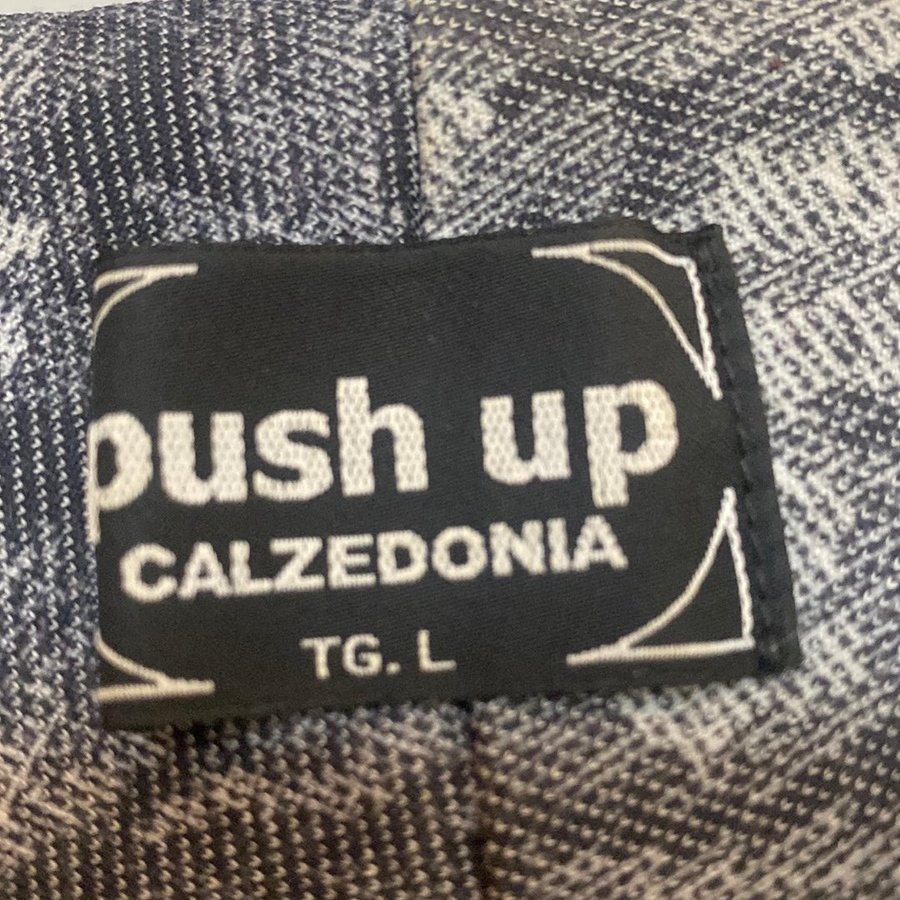 push up
CALZEDONIA
TG. L